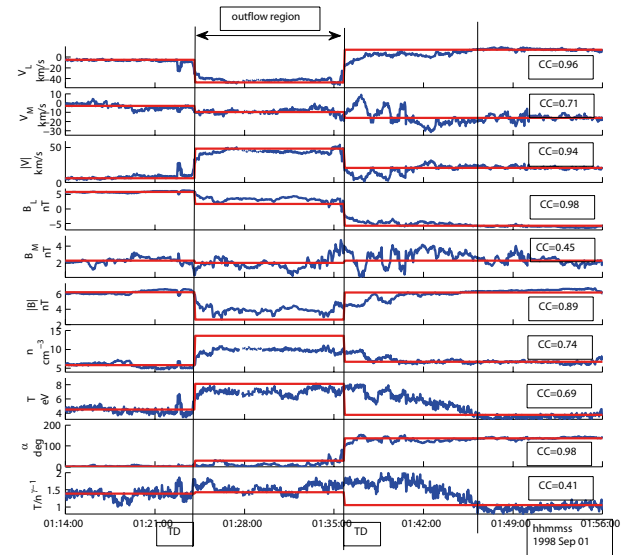 outflow region
V_L km/s
0
−20
−40
CC=0.96
V_M km/s
10
0
−10
−20
−30
CC=0.71
|V| km/s
50
0
CC=0.94
B_L nT
5
0
−5
CC=0.98
B_M nT
4
2
CC=0.45
|B| nT
6
4
2
CC=0.89
n cm^−3
15
10
5
CC=0.74
T eV
8
6
4
CC=0.69
α deg
200
100
0
CC=0.98
T/n^γ−1
2
1.5
1
CC=0.41
01:14:00 01:21:00 01:28:00 01:35:00 01:42:00 01:49:00 01:56:00
TD TD
hhmmss
1998 Sep 01